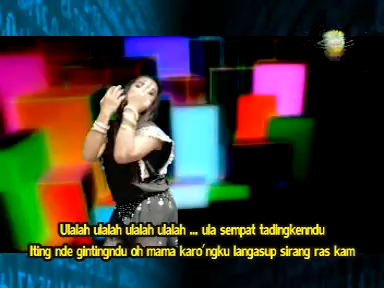 Ulalah ulalah ulalah ulalah ... ula sempat tadingkenndu
Iting nde gintingndu oh mama karo'ngku langasup sirang ras kam